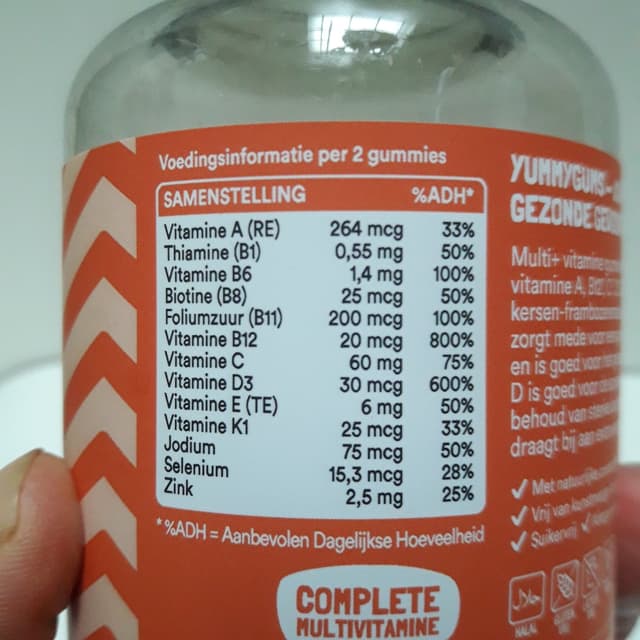 Voedingsinformatie per 2 gummies
SAMENSTELLING %ADH*
Vitamine A (RE) 264 mcg 33%
Thiamine (B1) 0,55 mg 50%
Vitamine B6 1,4 mg 100%
Biotine (B8) 25 mcg 50%
Foliumzuur (B11) 200 mcg 100%
Vitamine B12 20 mcg 800%
Vitamine C 60 mg 75%
Vitamine D3 30 mcg 600%
Vitamine E (TE) 6 mg 50%
Vitamine K1 25 mcg 33%
Jodium 75 mcg 50%
Selenium 15,3 mcg 28%
Zink 2,5 mg 25%
*%ADH = Aanbevolen Dagelijkse Hoeveelheid
COMPLETE
MULTIVITAMINE
YUMMYGUMS
GEZONDE
Multi+ vitamine
vitamine A,
kersen-framboze
zorgt mede voor
en is goed voor
D is goed voor
behoud van
draagt bij aan
✓ Met
✓ Vrij van
✓ Suikervrij ✓
HALAL